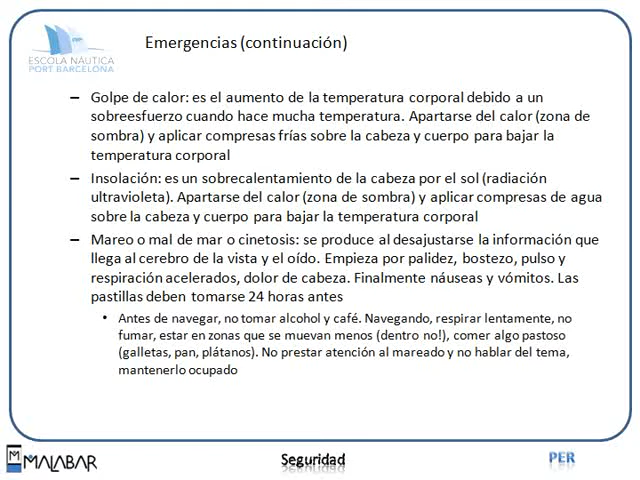 ESCOLA NÀUTICA
PORT BARCELONA
Emergencias (continuación)
– Golpe de calor: es el aumento de la temperatura corporal debido a un
sobreesfuerzo cuando hace mucha temperatura. Apartarse del calor (zona de
sombra) y aplicar compresas frías sobre la cabeza y cuerpo para bajar la
temperatura corporal
– Insolación: es un sobrecalentamiento de la cabeza por el sol (radiación
ultravioleta). Apartarse del calor (zona de sombra) y aplicar compresas de agua
sobre la cabeza y cuerpo para bajar la temperatura corporal
– Mareo o mal de mar o cinetosis: se produce al desajustarse la información que
llega al cerebro de la vista y el oído. Empieza por palidez, bostezo, pulso y
respiración acelerados, dolor de cabeza. Finalmente náuseas y vómitos. Las
pastillas deben tomarse 24 horas antes
• Antes de navegar, no tomar alcohol y café. Navegando, respirar lentamente, no
fumar, estar en zonas que se muevan menos (dentro no!), comer algo pastoso
(galletas, pan, plátanos). No prestar atención al mareado y no hablar del tema,
mantenerlo ocupado
M MALABAR
Seguridad
PER